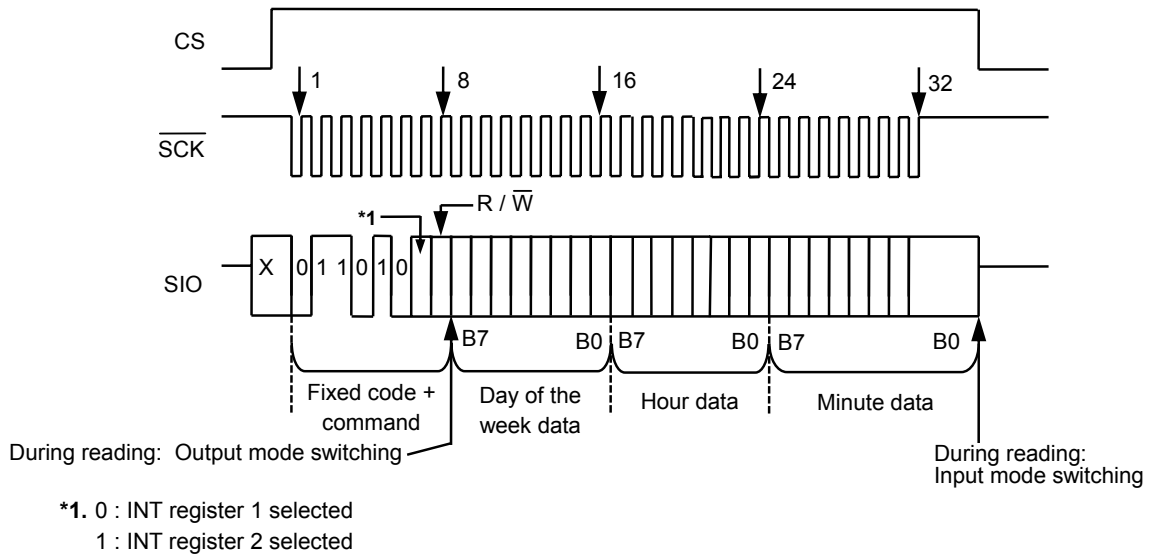 CS
1 8 16 24 32
SCK
*1 R / W
SIO
X 0 1 1 0 1 0
B7 B0 B7 B0 B7 B0
Fixed code +
command
Day of the
week data
Hour data
Minute data
During reading: Output mode switching
During reading:
Input mode switching
*1. 0 : INT register 1 selected
1 : INT register 2 selected